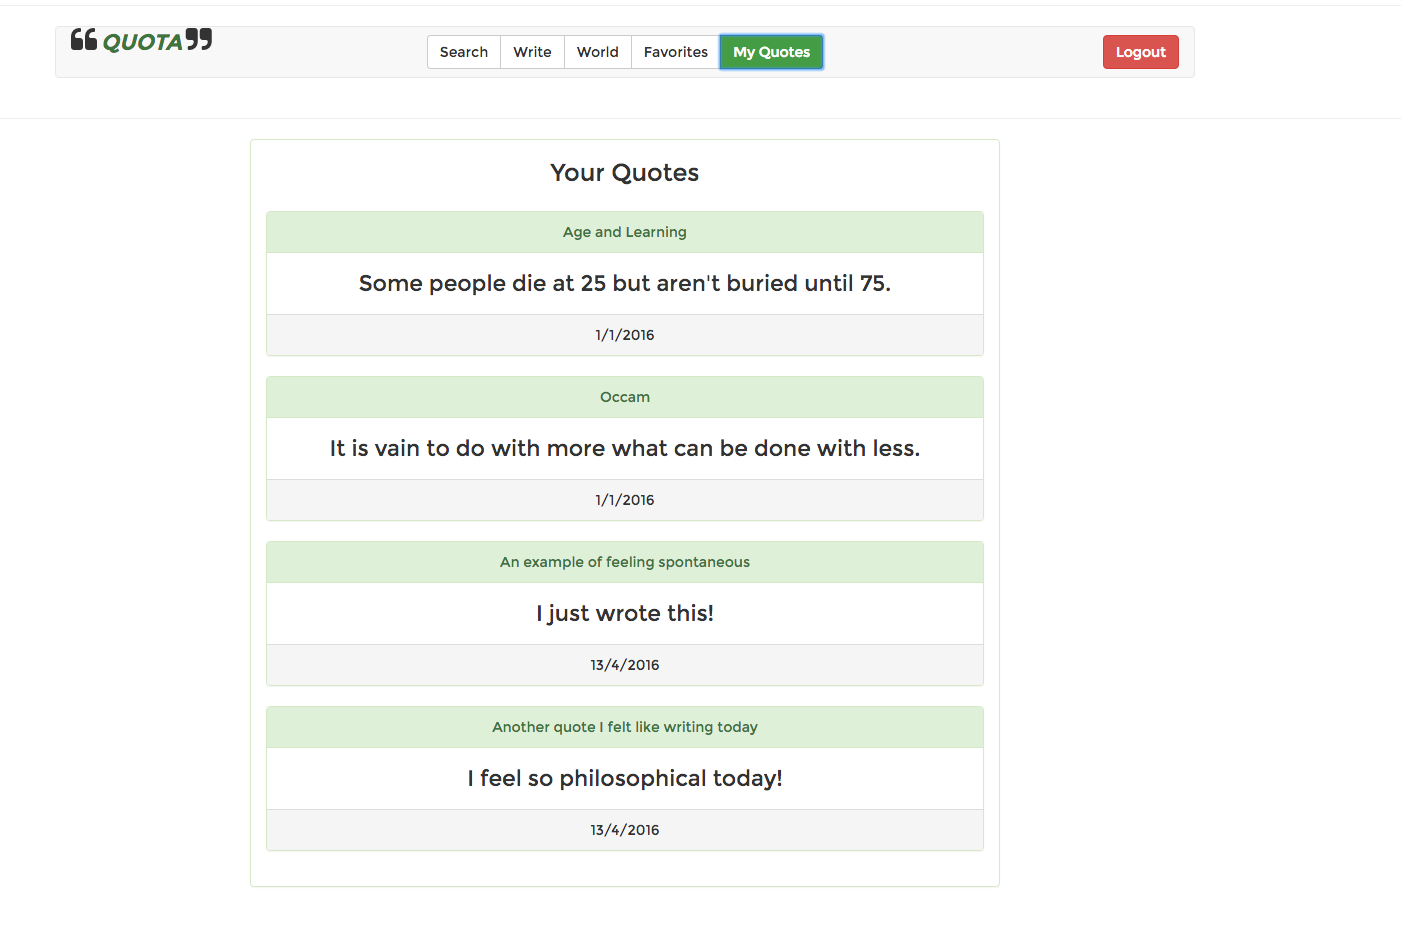 ❝ QUOTA ❞
Search Write World Favorites My Quotes Logout
Your Quotes
Age and Learning
Some people die at 25 but aren't buried until 75.
1/1/2016
Occam
It is vain to do with more what can be done with less.
1/1/2016
An example of feeling spontaneous
I just wrote this!
13/4/2016
Another quote I felt like writing today
I feel so philosophical today!
13/4/2016